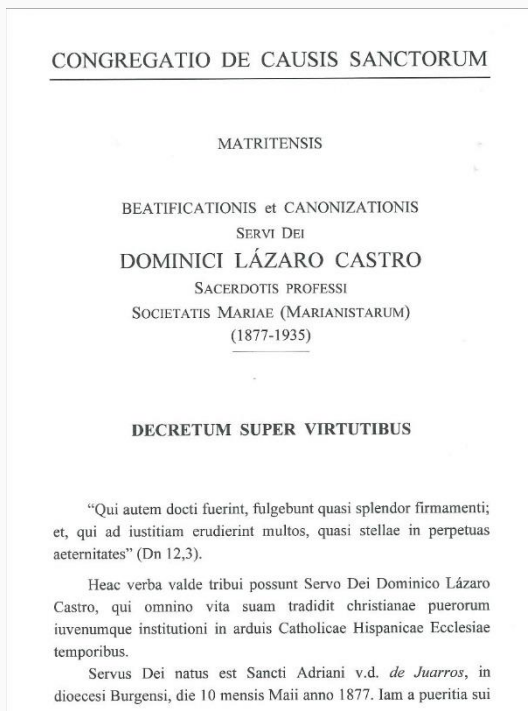 CONGREGATIO DE CAUSIS SANCTORUM
MATRITENSIS
BEATIFICATIONIS et CANONIZATIONIS
SERVI DEI
DOMINICI LÁZARO CASTRO
SACERDOTIS PROFESSI
SOCIETATIS MARIAE (MARIANISTARUM)
(1877-1935)
DECRETUM SUPER VIRTUTIBUS
“Qui autem docti fuerint, fulgebunt quasi splendor firmamenti;
et, qui ad iustitiam erudierint multos, quasi stellae in perpetuas
aeternitates” (Dn 12,3).
Heac verba valde tribui possunt Servo Dei Dominico Lázaro
Castro, qui omnino vita suam tradidit christianae puerorum
iuvenumque institutioni in arduis Catholicae Hispanicae Ecclesiae
temporibus.
Servus Dei natus est Sancti Adriani v.d. de Juarros, in
dioecesi Burgensi, die 10 mensis Maii anno 1877. Iam a pueritia sui